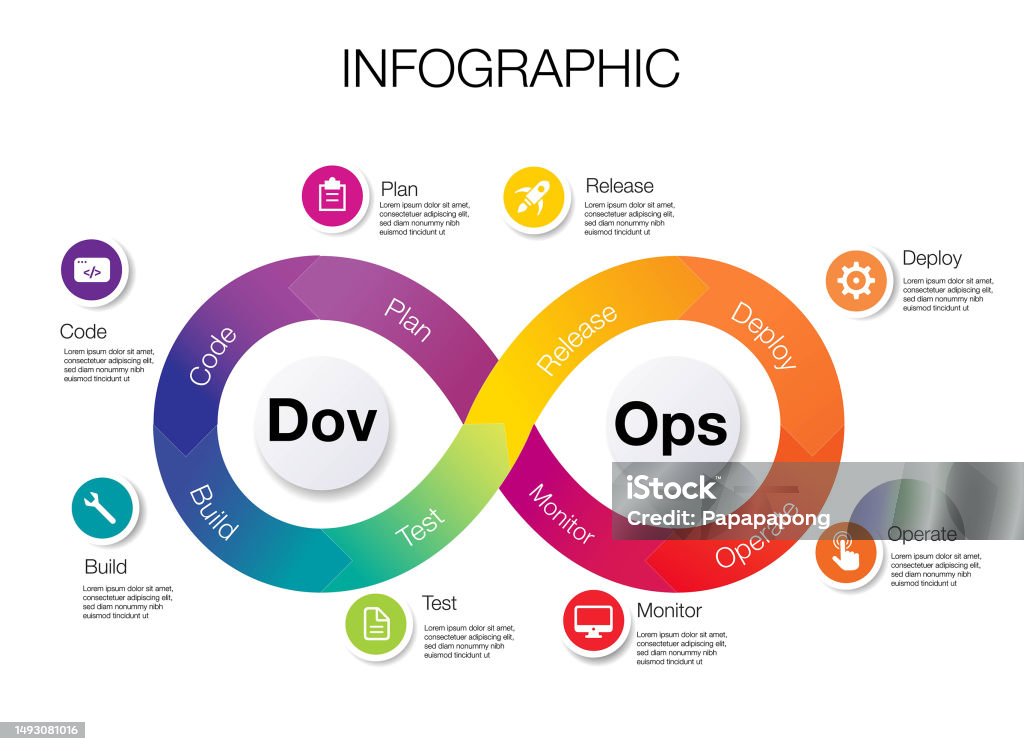 INFOGRAPHIC
Plan
Lorem ipsum dolor sit amet,
consectetuer adipiscing elit,
sed diam nonummy nibh
euismod tincidunt ut
Release
Lorem ipsum dolor sit amet,
consectetuer adipiscing elit,
sed diam nonummy nibh
euismod tincidunt ut
</>
Code
Lorem ipsum dolor sit amet,
consectetuer adipiscing elit,
sed diam nonummy nibh
euismod tincidunt ut
Deploy
Lorem ipsum dolor sit amet,
consectetuer adipiscing elit,
sed diam nonummy nibh
euismod tincidunt ut
Code
Plan
Release
Deploy
Dov
Ops
Build
Test
Monitor
Operate
iStock™
Papapapong
Build
Lorem ipsum dolor sit amet,
consectetuer adipiscing elit,
sed diam nonummy nibh
euismod tincidunt ut
Operate
Lorem ipsum dolor sit amet,
consectetuer adipiscing elit,
sed diam nonummy nibh
euismod tincidunt ut
Test
Lorem ipsum dolor sit amet,
consectetuer adipiscing elit,
sed diam nonummy nibh
euismod tincidunt ut
Monitor
Lorem ipsum dolor sit amet,
consectetuer adipiscing elit,
sed diam nonummy nibh
euismod tincidunt ut
1493081016